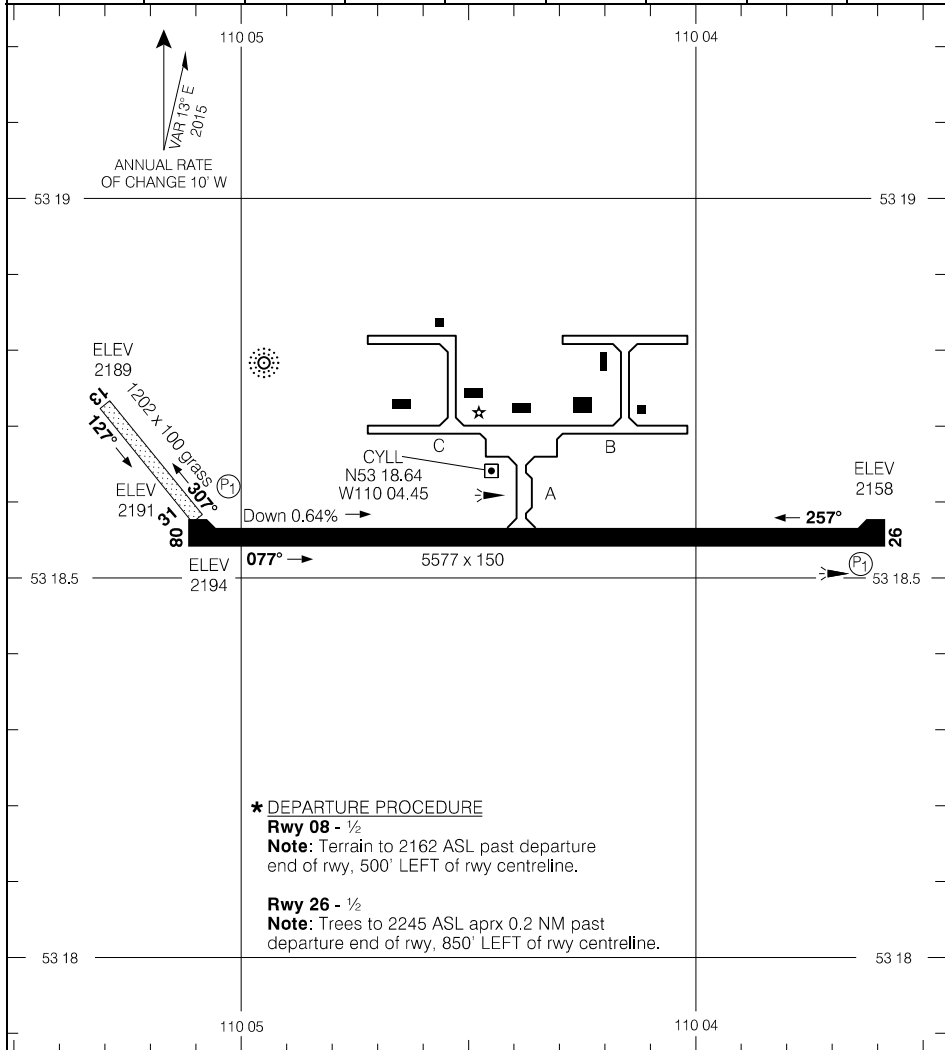 110 05
110 04
VAR 13° E
2015
ANNUAL RATE
OF CHANGE 10' W
53 19
53 19
ELEV
2189
13
127°
1202 x 100 grass
307°
P1
ELEV
2191
31
C
B
CYLL
N53 18.64
W110 04.45
A
ELEV
2158
Down 0.64%
257°
08
26
ELEV
2194
077°
5577 x 150
P1
53 18.5
53 18.5
* DEPARTURE PROCEDURE
Rwy 08 - ½
Note: Terrain to 2162 ASL past departure
end of rwy, 500' LEFT of rwy centreline.
Rwy 26 - ½
Note: Trees to 2245 ASL aprx 0.2 NM past
departure end of rwy, 850' LEFT of rwy centreline.
53 18
53 18
110 05
110 04